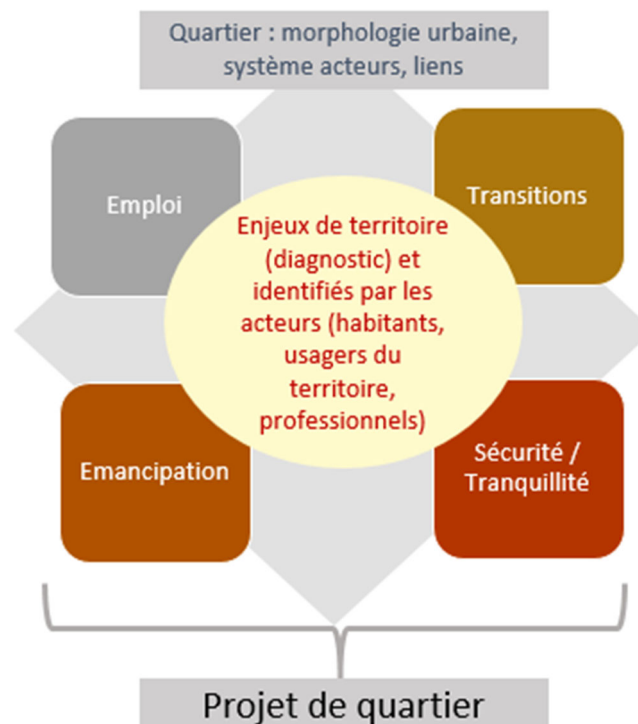 Quartier : morphologie urbaine,
système acteurs, liens
Emploi
Transitions
Enjeux de territoire
(diagnostic) et
identifiés par les
acteurs (habitants,
usagers du
territoire,
professionnels)
Emancipation
Sécurité /
Tranquillité
Projet de quartier